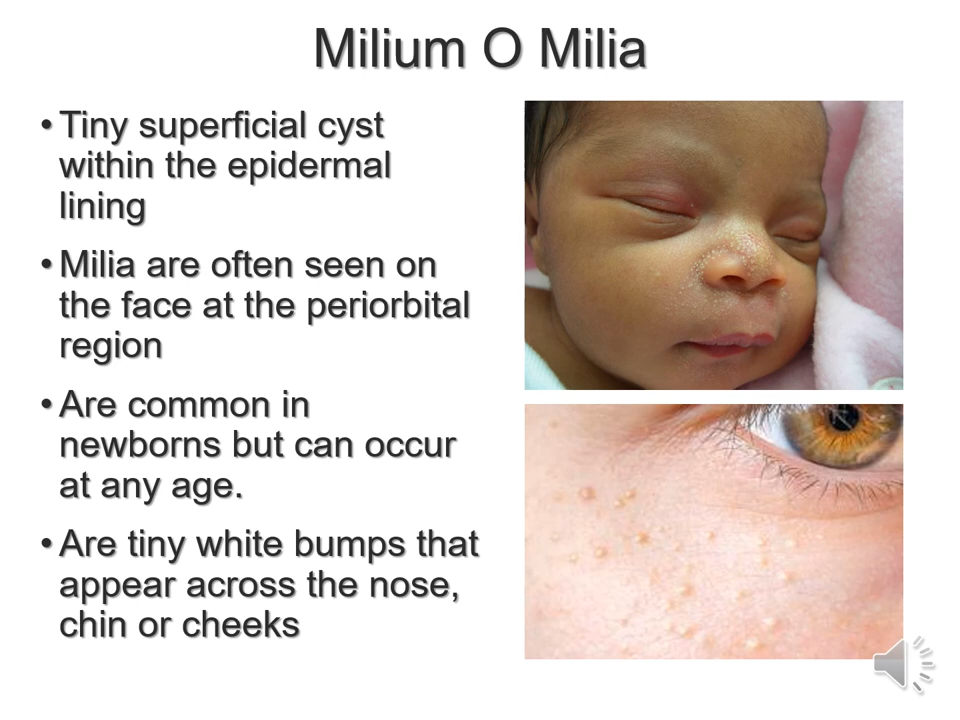 Milium O Milia
• Tiny superficial cyst
within the epidermal
lining
• Milia are often seen on
the face at the periorbital
region
• Are common in
newborns but can occur
at any age.
• Are tiny white bumps that
appear across the nose,
chin or cheeks